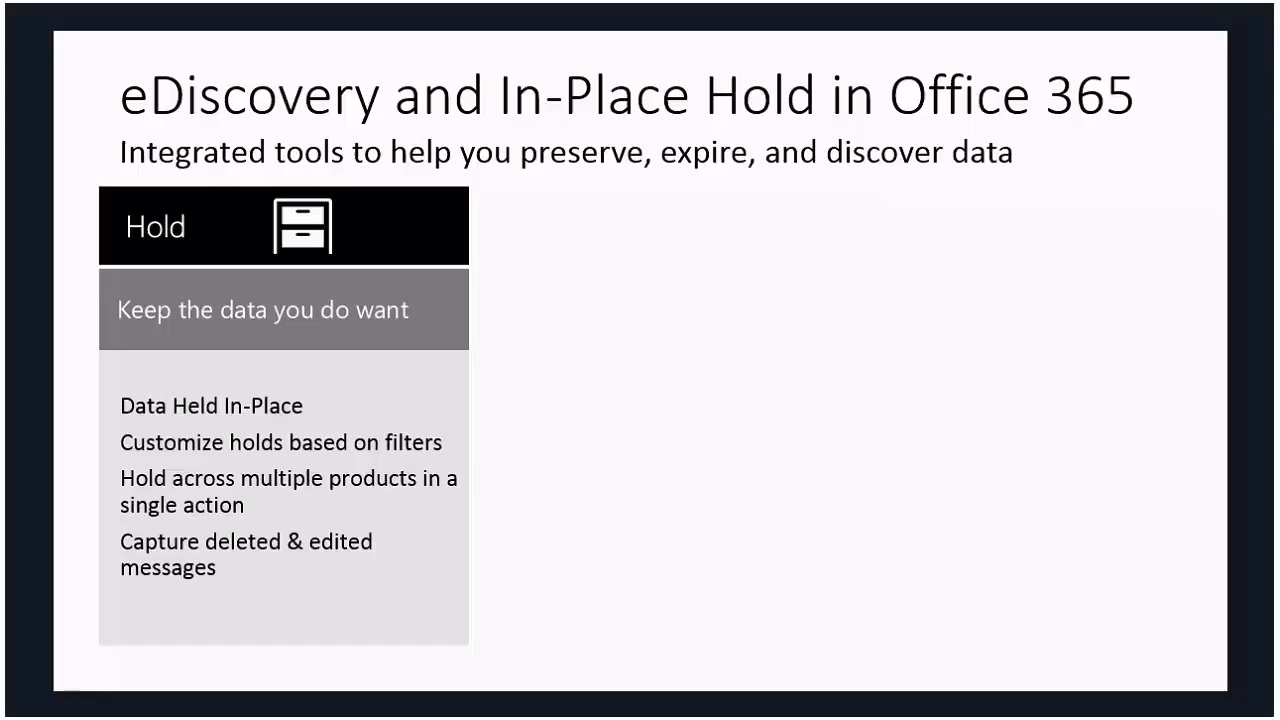 eDiscovery and In-Place Hold in Office 365
Integrated tools to help you preserve, expire, and discover data
Hold
Keep the data you do want
Data Held In-Place
Customize holds based on filters
Hold across multiple products in a
single action
Capture deleted & edited
messages